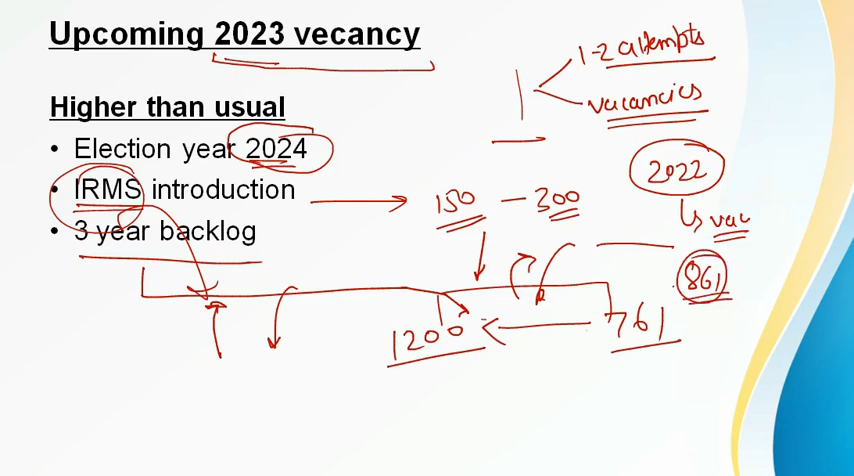 Upcoming 2023 vecancy
1-2 attempts
vacancies
Higher than usual
• Election year 2024
2022
• IRMS introduction
150 - 300
• 3 year backlog
vac
861
1200
761